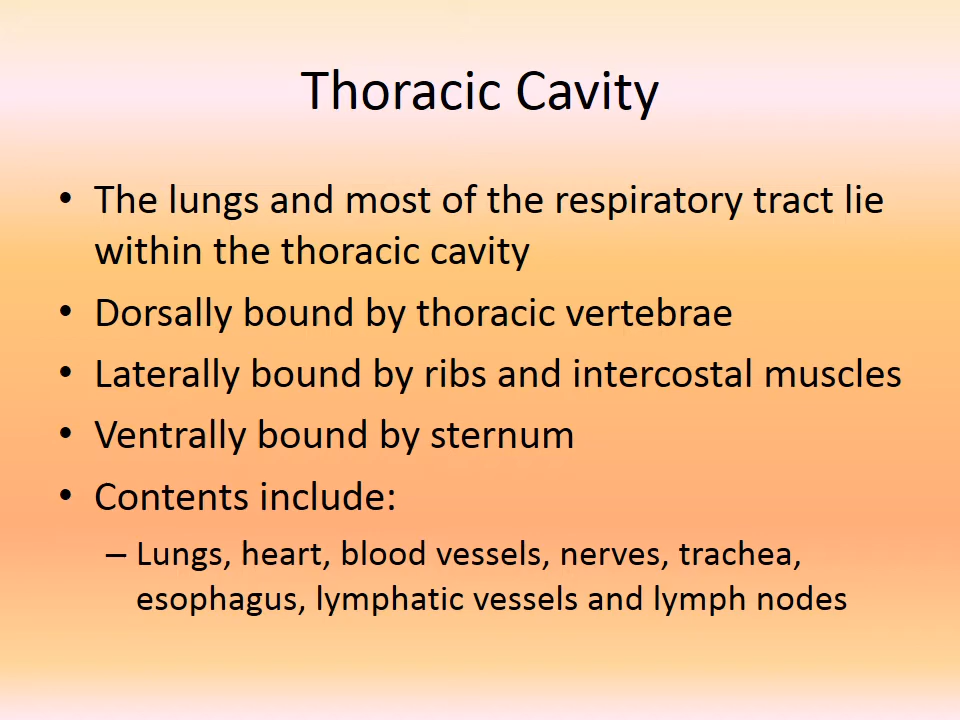 Thoracic Cavity
• The lungs and most of the respiratory tract lie
within the thoracic cavity
• Dorsally bound by thoracic vertebrae
• Laterally bound by ribs and intercostal muscles
• Ventrally bound by sternum
• Contents include:
– Lungs, heart, blood vessels, nerves, trachea,
esophagus, lymphatic vessels and lymph nodes